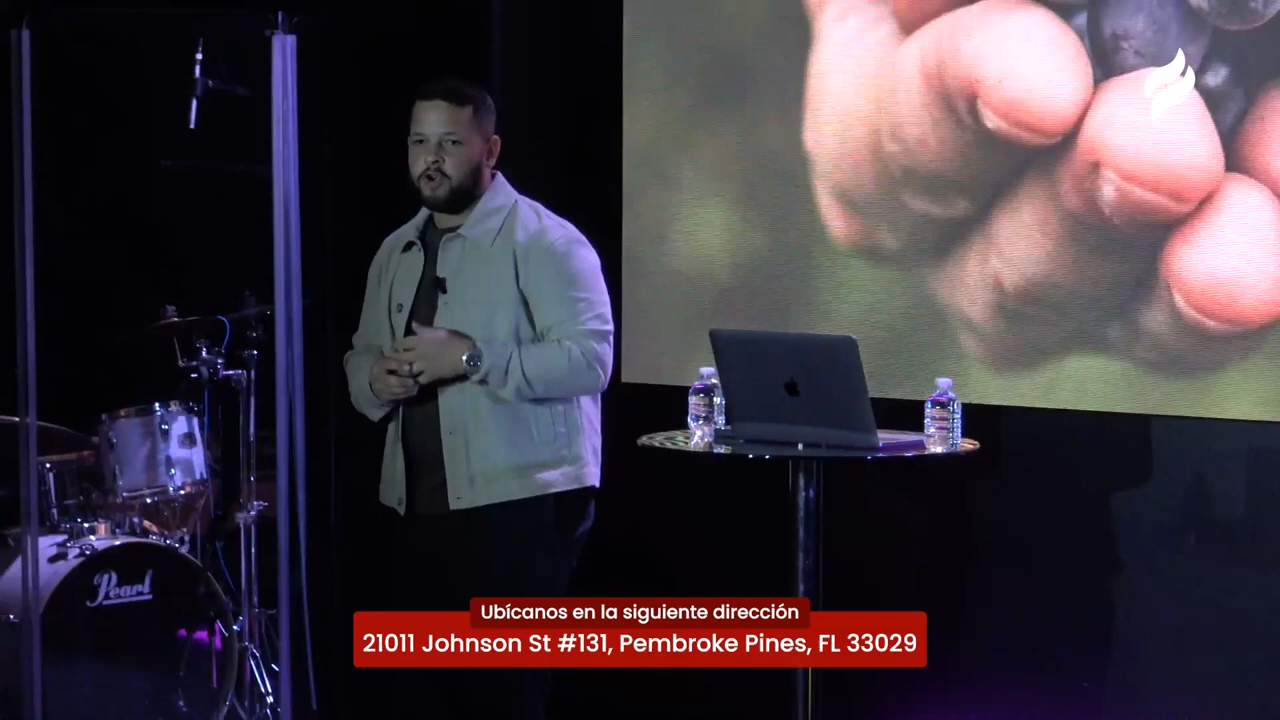 Pearl
Ubícanos en la siguiente dirección
21011 Johnson St #131, Pembroke Pines, FL 33029